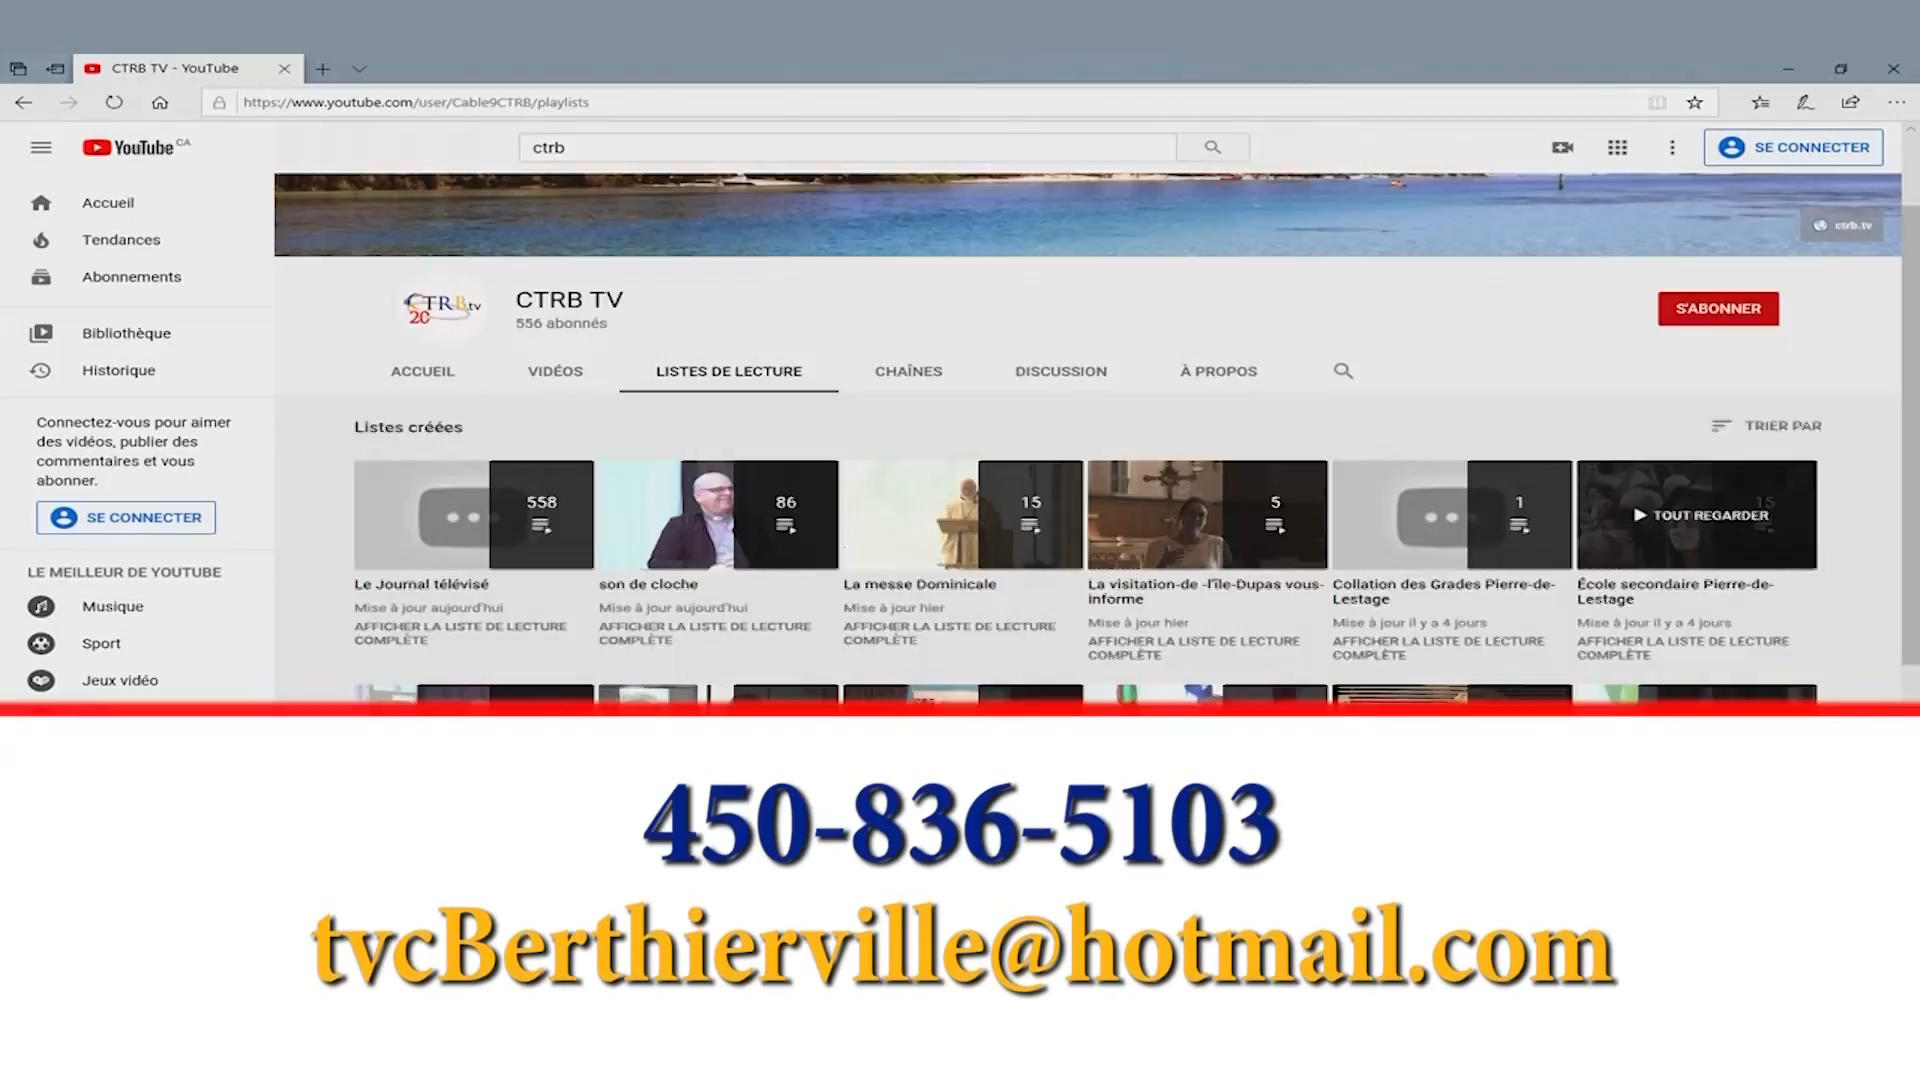 CTRB TV - YouTube
https://www.youtube.com/user/Cable9CTRB/playlists
YouTube CA
ctrb
SE CONNECTER
Accueil
Tendances
Abonnements
Bibliothèque
Historique
Connectez-vous pour aimer
des vidéos, publier des
commentaires et vous
abonner.
SE CONNECTER
LE MEILLEUR DE YOUTUBE
Musique
Sport
Jeux vidéo
ctrb.tv
CTRBtv
20
CTRB TV
556 abonnés
S'ABONNER
ACCUEIL VIDÉOS LISTES DE LECTURE CHAÎNES DISCUSSION À PROPOS
Listes créées
TRIER PAR
558
Le Journal télévisé
Mise à jour aujourd'hui
AFFICHER LA LISTE DE LECTURE
COMPLÈTE
86
son de cloche
Mise à jour aujourd'hui
AFFICHER LA LISTE DE LECTURE
COMPLÈTE
15
La messe Dominicale
Mise à jour hier
AFFICHER LA LISTE DE LECTURE
COMPLÈTE
5
La visitation-de -l'île-Dupas vous-
informe
Mise à jour hier
AFFICHER LA LISTE DE LECTURE
COMPLÈTE
1
Collation des Grades Pierre-de-
Lestage
Mise à jour il y a 4 jours
AFFICHER LA LISTE DE LECTURE
COMPLÈTE
15
TOUT REGARDER
École secondaire Pierre-de-
Lestage
Mise à jour il y a 4 jours
AFFICHER LA LISTE DE LECTURE
COMPLÈTE
450-836-5103
tvcBerthierville@hotmail.com